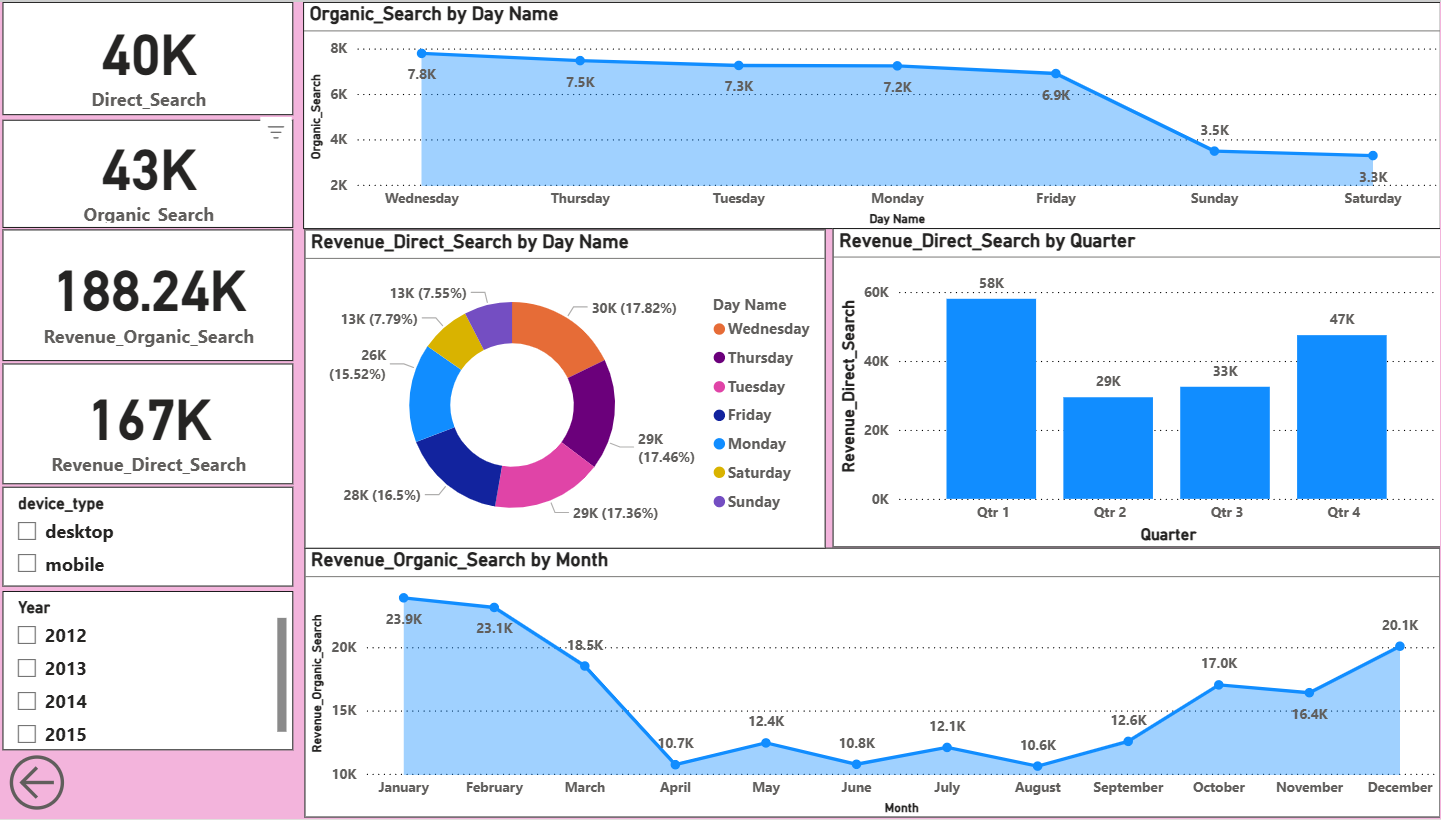 40K
Direct_Search
43K
Organic_Search
188.24K
Revenue_Organic_Search
167K
Revenue_Direct_Search
device_type
desktop
mobile
Year
2012
2013
2014
2015
Organic_Search by Day Name
Organic_Search
8K
6K
4K
2K
7.8K
7.5K
7.3K
7.2K
6.9K
3.5K
3.3K
Wednesday
Thursday
Tuesday
Monday
Friday
Sunday
Saturday
Day Name
Revenue_Direct_Search by Day Name
13K (7.55%)
13K (7.79%)
26K
(15.52%)
28K (16.5%)
30K (17.82%)
29K
(17.46%)
29K (17.36%)
Day Name
Wednesday
Thursday
Tuesday
Friday
Monday
Saturday
Sunday
Revenue_Direct_Search by Quarter
Revenue_Direct_Search
60K
40K
20K
0K
58K
29K
33K
47K
Qtr 1
Qtr 2
Qtr 3
Qtr 4
Quarter
Revenue_Organic_Search by Month
Revenue_Organic_Search
20K
15K
10K
23.9K
23.1K
18.5K
10.7K
12.4K
10.8K
12.1K
10.6K
12.6K
17.0K
16.4K
20.1K
January
February
March
April
May
June
July
August
September
October
November
December
Month